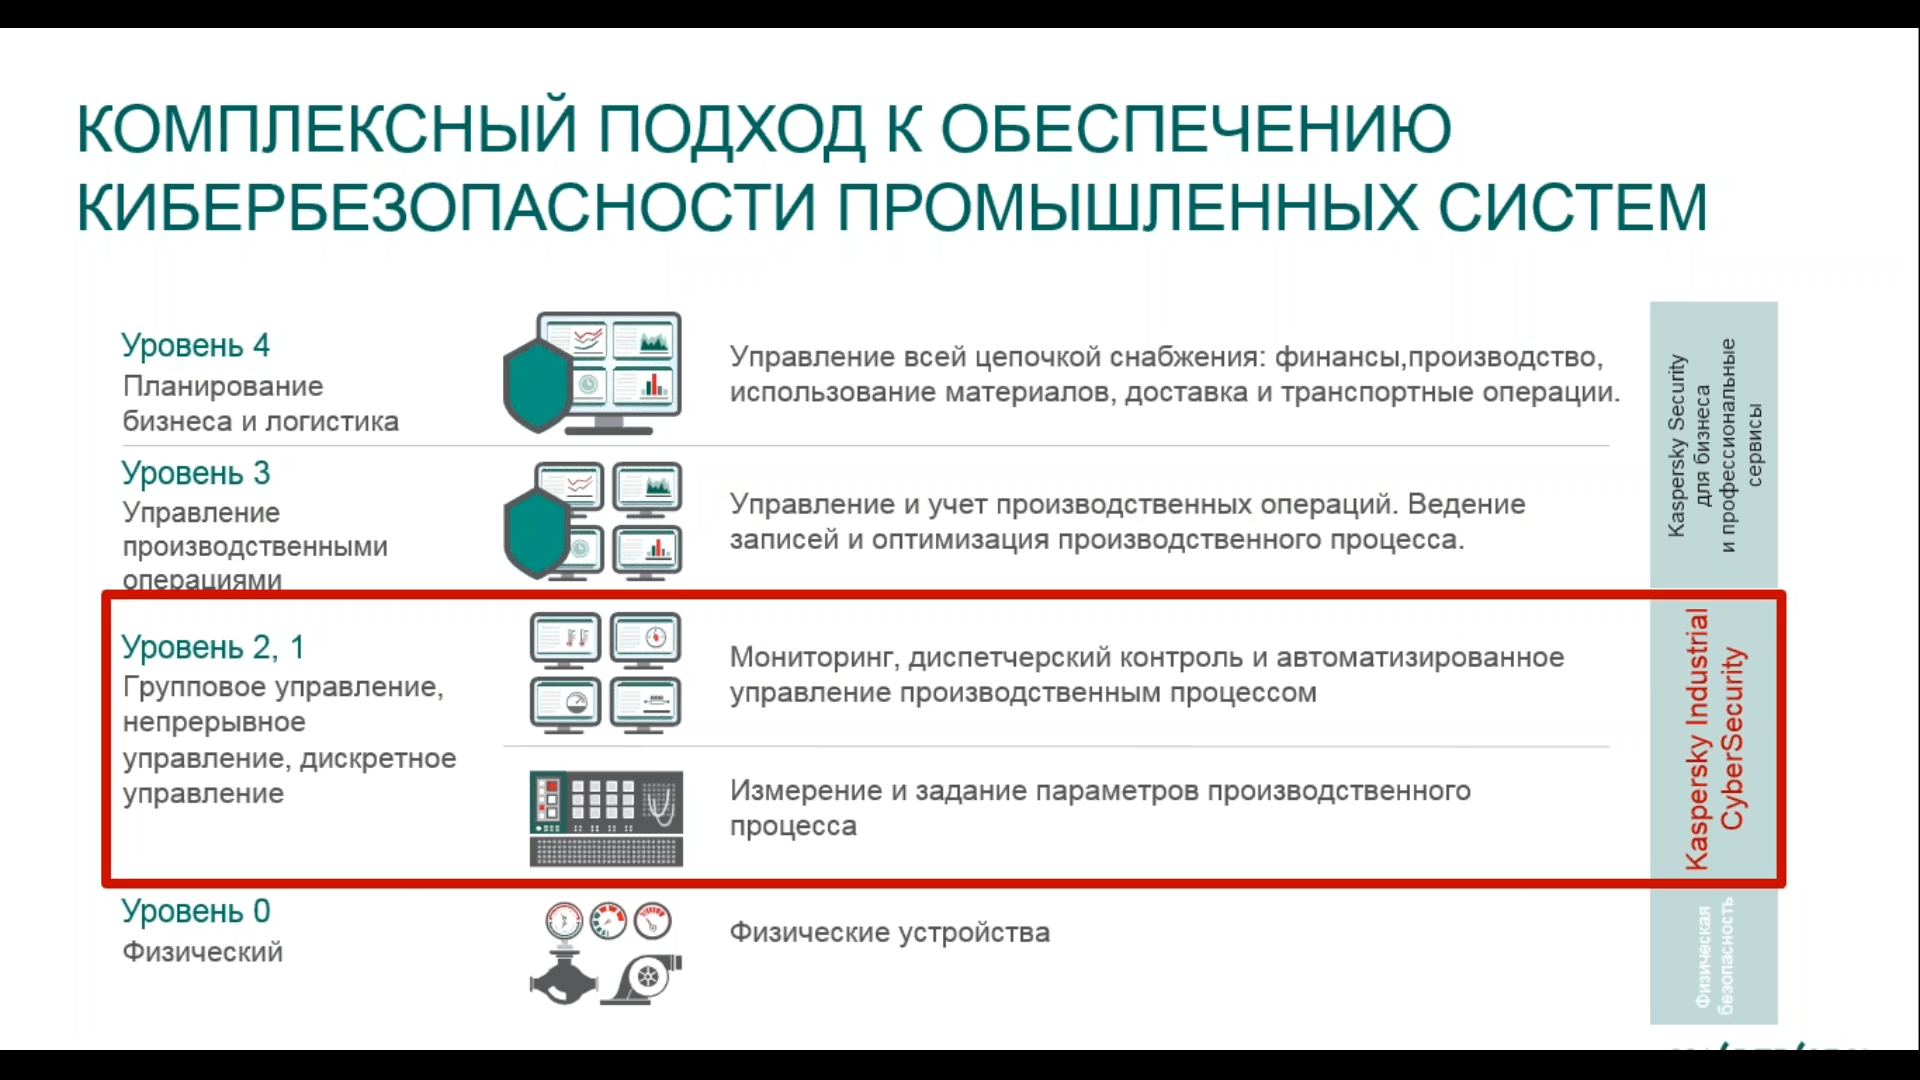 КОМПЛЕКСНЫЙ ПОДХОД К ОБЕСПЕЧЕНИЮ
КИБЕРБЕЗОПАСНОСТИ ПРОМЫШЛЕННЫХ СИСТЕМ
Уровень 4
Планирование
бизнеса и логистика
Управление всей цепочкой снабжения: финансы,производство,
использование материалов, доставка и транспортные операции.
Уровень 3
Управление
производственными
операциями
Управление и учет производственных операций. Ведение
записей и оптимизация производственного процесса.
Kaspersky Security
для бизнеса
и профессиональные
сервисы
Уровень 2, 1
Групповое управление,
непрерывное
управление, дискретное
управление
Мониторинг, диспетчерский контроль и автоматизированное
управление производственным процессом
Измерение и задание параметров производственного
процесса
Kaspersky Industrial
CyberSecurity
Уровень 0
Физический
Физические устройства
Физическая
безопасность